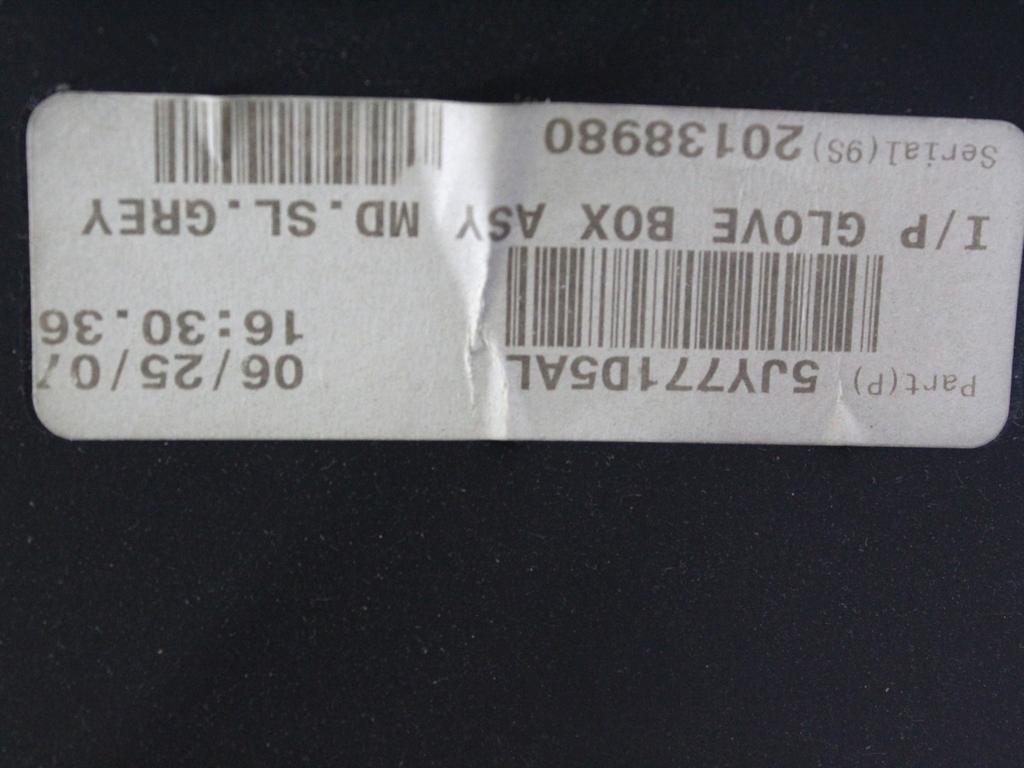 Part(P) 5JY771D5AL 06/25/07
16:30.36
I/P GLOVE BOX ASY MD.SL.GREY
Serial(9S) 20138980